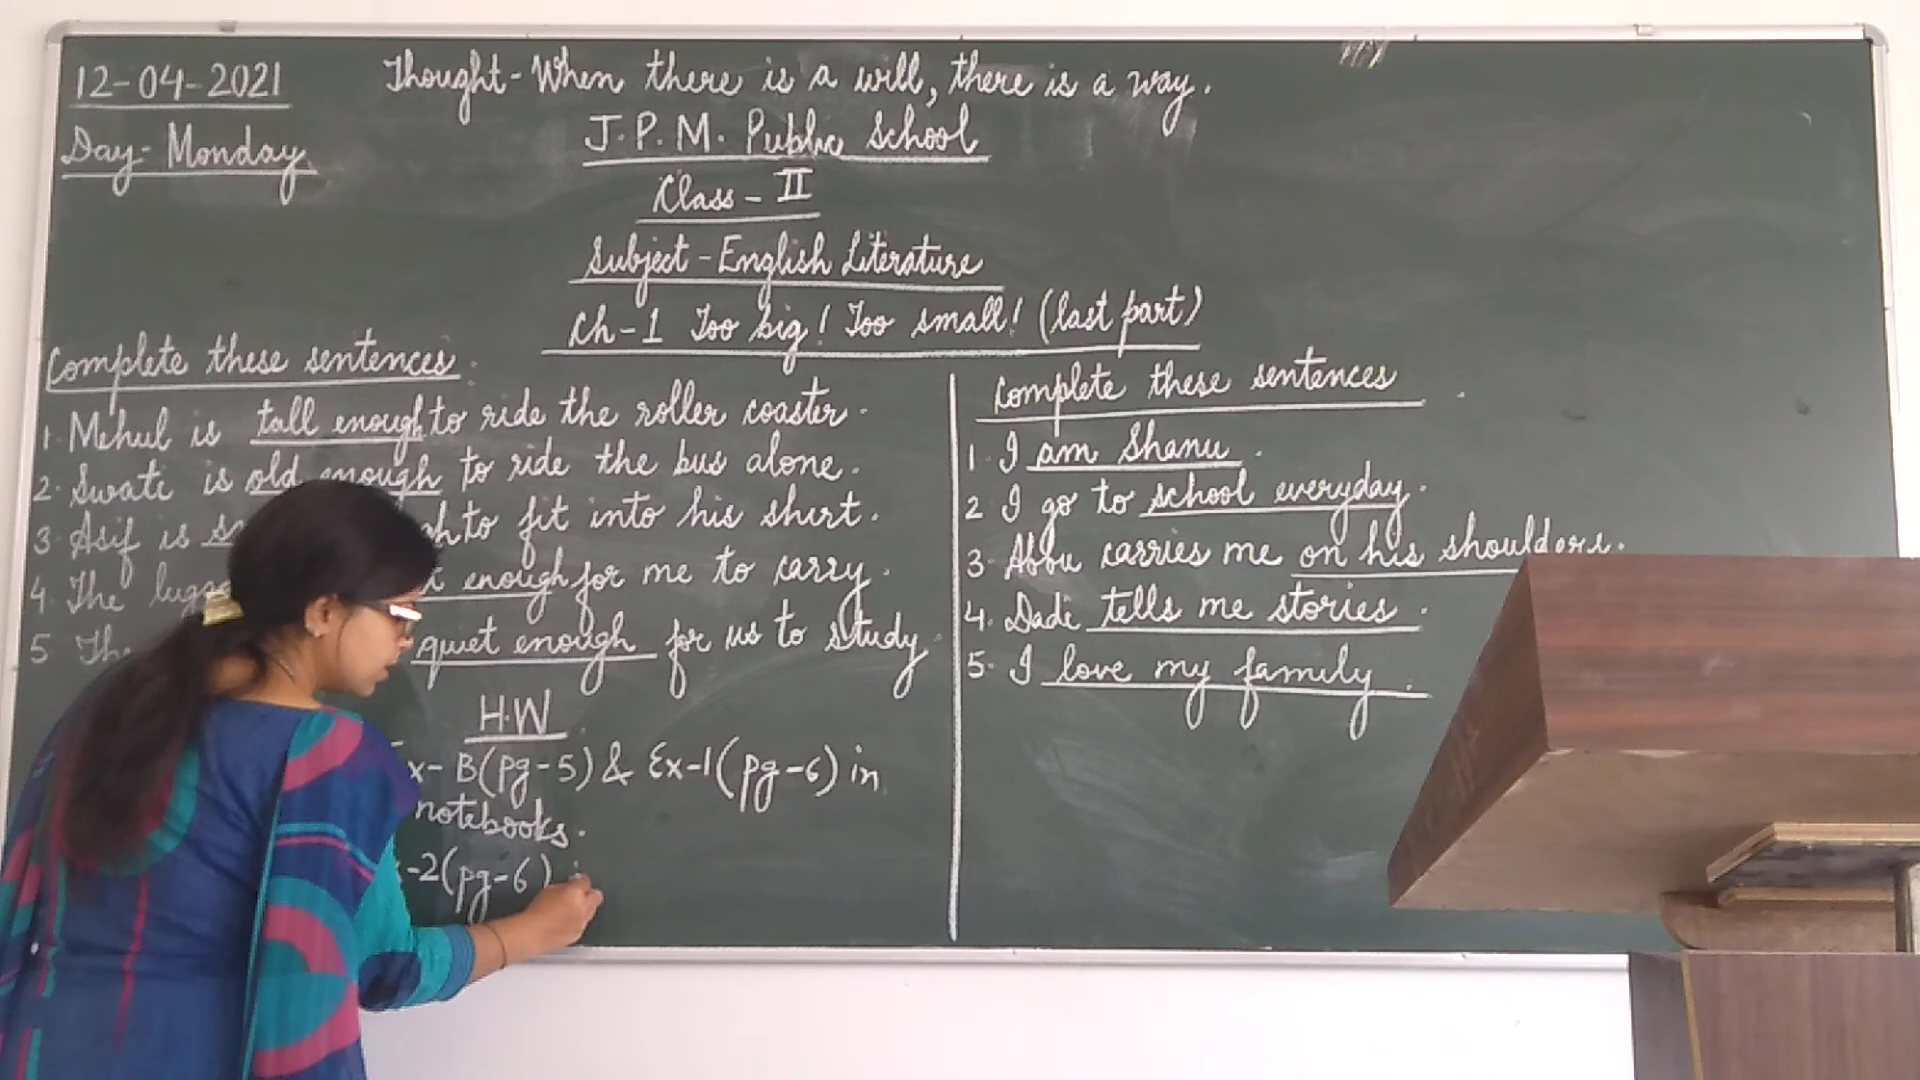 12-04-2021
Day- Monday
Thought- When there is a will, there is a way.
J.P.M. Public School
Class - II
Subject - English Literature
Ch-1 Too big! Too small! (last part)
Complete these sentences.
1. Mehul is tall enough to ride the roller coaster.
2. Swati is old enough to ride the bus alone.
3. Asif is to fit into his shirt.
4. The enough for me to carry.
5 quiet enough for us to study.
H.W
B (pg-5) & Ex-1 (pg-6) in
notebooks.
-2 (pg-6)
Complete these sentences.
1. I am Shanu.
2 I go to school everyday.
3. Abbu carries me on his shoulders.
4. Dadi tells me stories.
5. I love my family.